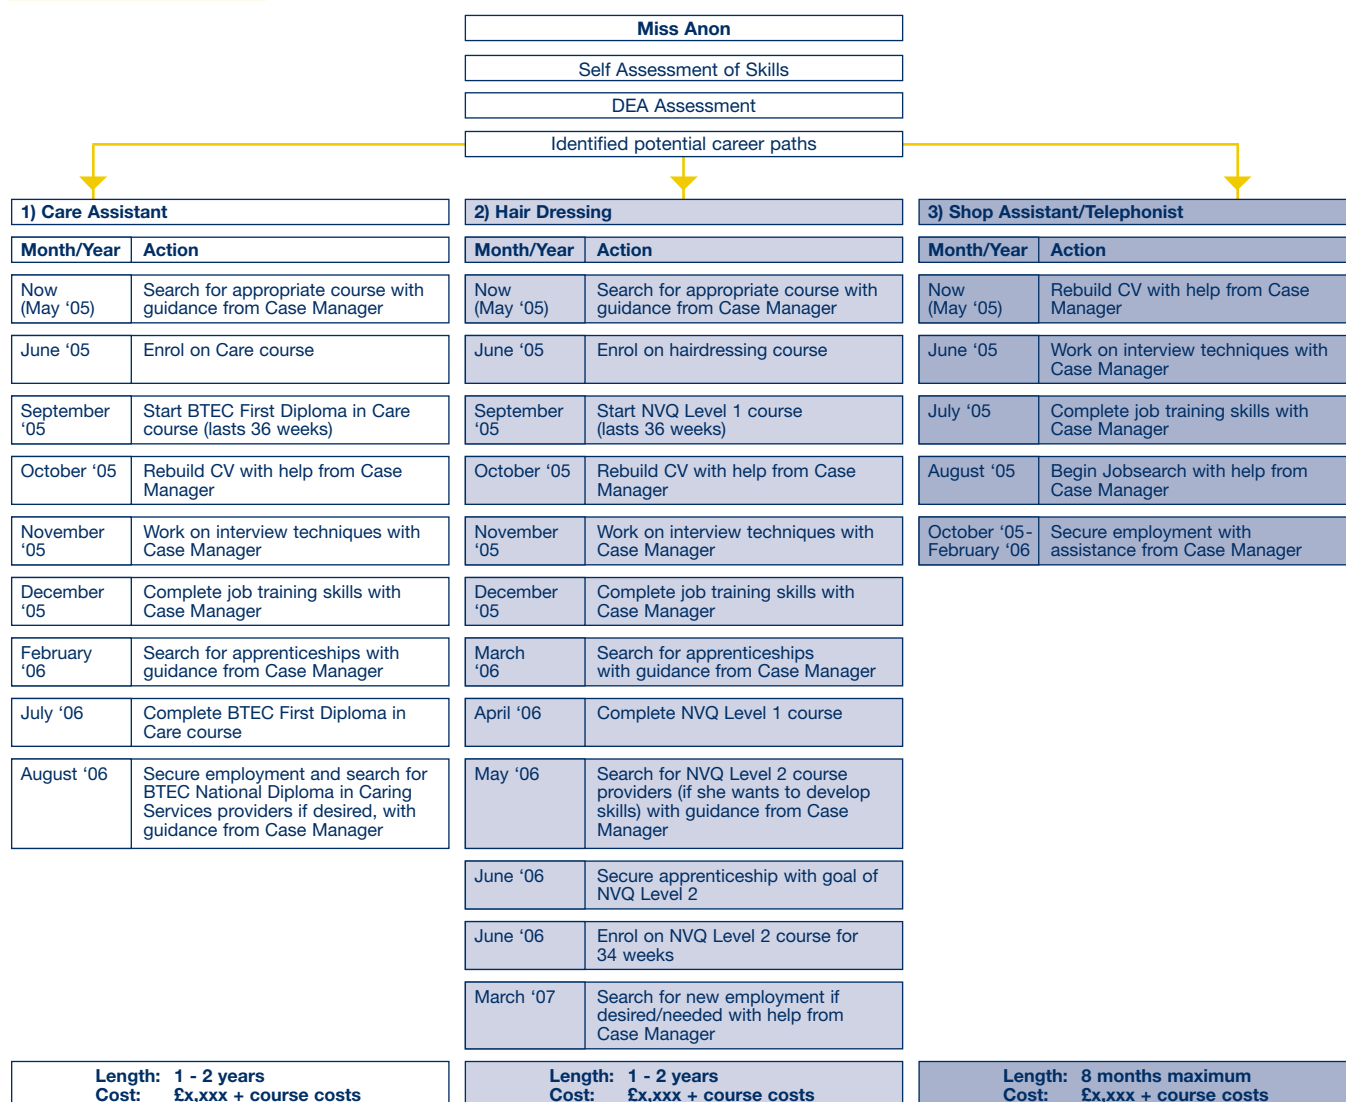 Miss Anon
Self Assessment of Skills
DEA Assessment
Identified potential career paths
1) Care Assistant
Month/Year Action
Now
(May ‘05)
Search for appropriate course with
guidance from Case Manager
June ‘05
Enrol on Care course
September
‘05
Start BTEC First Diploma in Care
course (lasts 36 weeks)
October ‘05
Rebuild CV with help from Case
Manager
November
‘05
Work on interview techniques with
Case Manager
December
‘05
Complete job training skills with
Case Manager
February
‘06
Search for apprenticeships with
guidance from Case Manager
July ‘06
Complete BTEC First Diploma in
Care course
August ‘06
Secure employment and search for
BTEC National Diploma in Caring
Services providers if desired, with
guidance from Case Manager
Length: 1 - 2 years
Cost: £x,xxx + course costs
2) Hair Dressing
Month/Year Action
Now
(May ‘05)
Search for appropriate course with
guidance from Case Manager
June ‘05
Enrol on hairdressing course
September
‘05
Start NVQ Level 1 course
(lasts 36 weeks)
October ‘05
Rebuild CV with help from Case
Manager
November
‘05
Work on interview techniques with
Case Manager
December
‘05
Complete job training skills with
Case Manager
March
‘06
Search for apprenticeships
with guidance from Case Manager
April ‘06
Complete NVQ Level 1 course
May ‘06
Search for NVQ Level 2 course
providers (if she wants to develop
skills) with guidance from Case
Manager
June ‘06
Secure apprenticeship with goal of
NVQ Level 2
June ‘06
Enrol on NVQ Level 2 course for
34 weeks
March ‘07
Search for new employment if
desired/needed with help from
Case Manager
Length: 1 - 2 years
Cost: £x,xxx + course costs
3) Shop Assistant/Telephonist
Month/Year Action
Now
(May ‘05)
Rebuild CV with help from Case
Manager
June ‘05
Work on interview techniques with
Case Manager
July ‘05
Complete job training skills with
Case Manager
August ‘05
Begin Jobsearch with help from
Case Manager
October ‘05-
February ‘06
Secure employment with
assistance from Case Manager
Length: 8 months maximum
Cost: £x,xxx + course costs